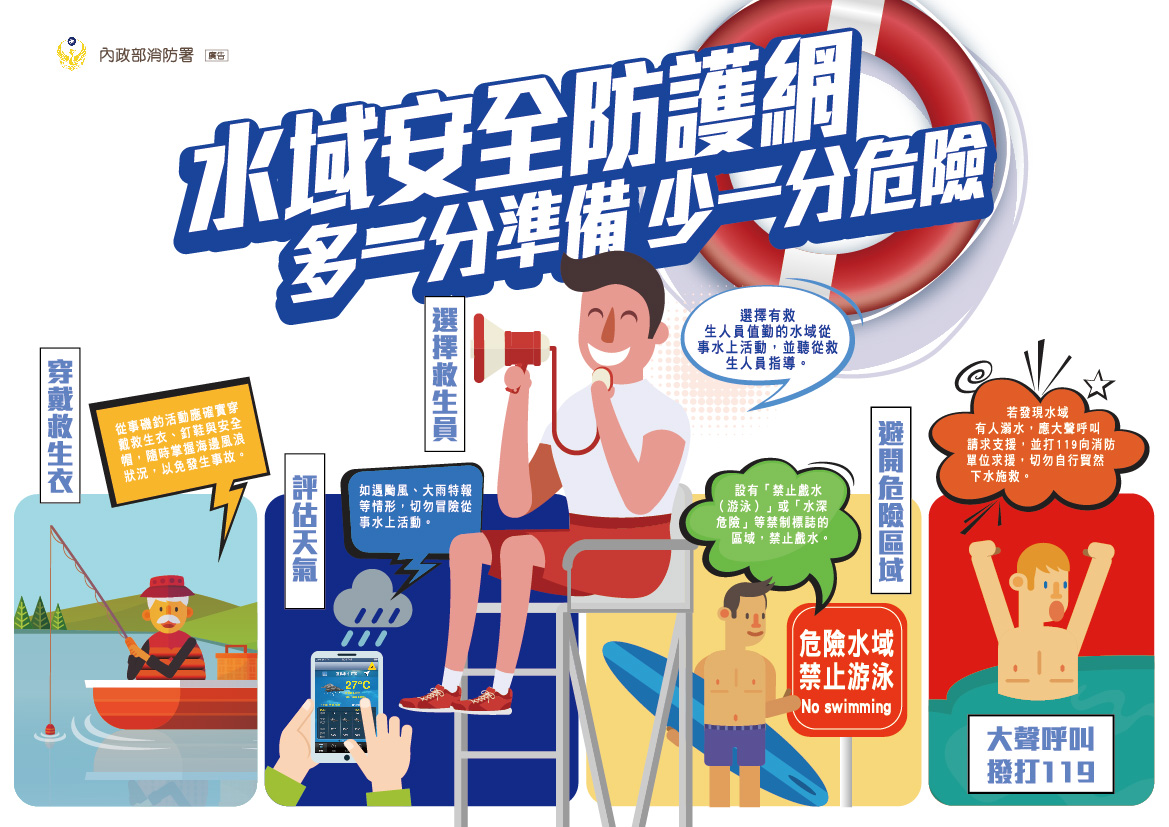 內政部消防署 廣告
水域安全防護網
多一分準備 少一分危險
穿戴救生衣
從事磯釣活動應確實穿
戴救生衣、釘鞋與安全
帽，隨時掌握海邊風浪
狀況，以免發生事故。
評估天氣
如遇颱風、大雨特報
等情形，切勿冒險從
事水上活動。
27°C
選擇救生員
選擇有救
生人員值勤的水域從
事水上活動，並聽從救
生人員指導。
避開危險區域
設有「禁止戲水
（游泳）」或「水深
危險」等禁制標誌的
區域，禁止戲水。
危險水域
禁止游泳
No swimming
若發現水域
有人溺水，應大聲呼叫
請求支援，並打119向消防
單位求援，切勿自行貿然
下水施救。
大聲呼叫
撥打119